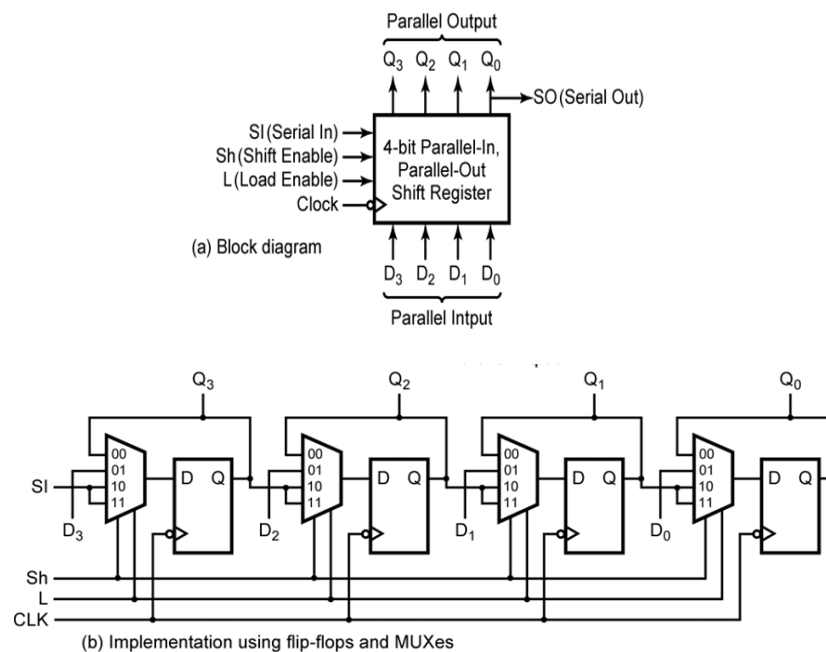 Parallel Output
Q3 Q2 Q1 Q0
SO (Serial Out)
SI (Serial In)
Sh (Shift Enable)
L (Load Enable)
Clock
4-bit Parallel-In,
Parallel-Out
Shift Register
(a) Block diagram
D3 D2 D1 D0
Parallel Intput
Q3 Q2 Q1 Q0
00 00 00 00
01 D Q 01 D Q 01 D Q 01 D Q
SI 10 10 10 10
11 11 11 11
D3 D2 D1 D0
Sh
L
CLK
(b) Implementation using flip-flops and MUXes